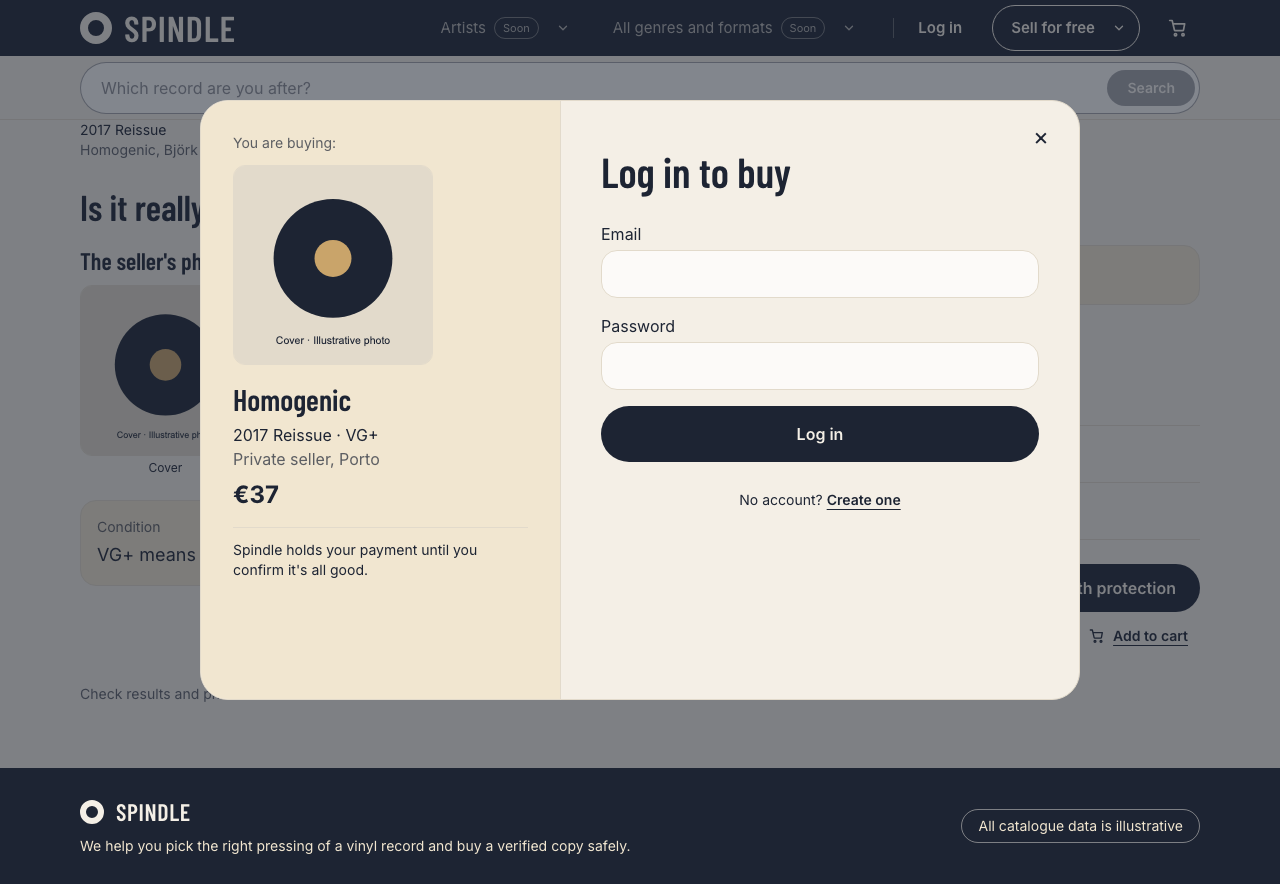 SPINDLE
Artists Soon
All genres and formats Soon
Log in
Sell for free
Which record are you after?
Search
2017 Reissue
Homogenic, Björk
Is it really
The seller's
Cover · Illustrative
Cover
Condition
VG+ means
protection
Add to cart
Check results and
You are buying:
Cover · Illustrative photo
Homogenic
2017 Reissue · VG+
Private seller, Porto
€37
Spindle holds your payment until you
confirm it's all good.
Log in to buy
Email
Password
Log in
No account? Create one
SPINDLE
We help you pick the right pressing of a vinyl record and buy a verified copy safely.
All catalogue data is illustrative